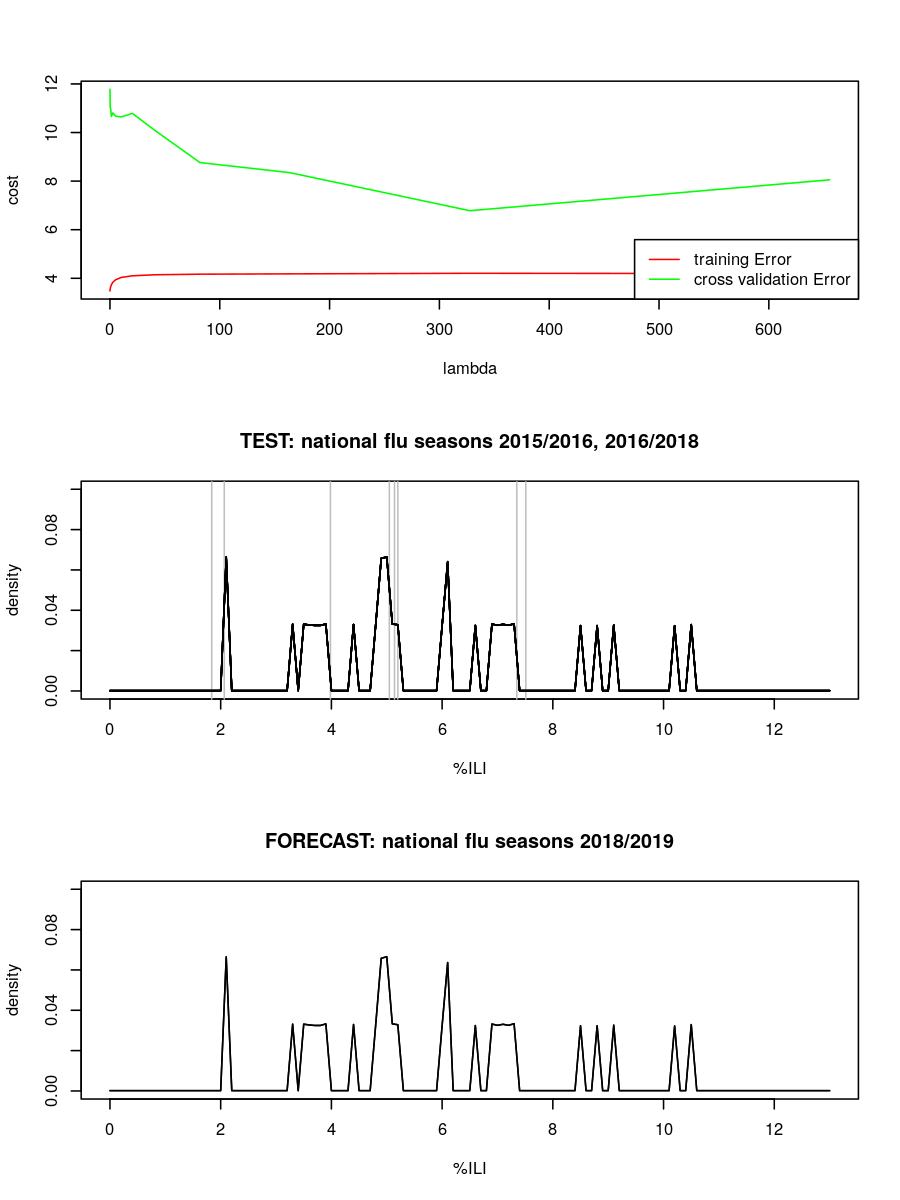 12
10
8
6
4
cost
training Error
cross validation Error
0 100 200 300 400 500 600
lambda
TEST: national flu seasons 2015/2016, 2016/2018
0.08
0.04
0.00
density
0 2 4 6 8 10 12
%ILI
FORECAST: national flu seasons 2018/2019
0.08
0.04
0.00
density
0 2 4 6 8 10 12
%ILI